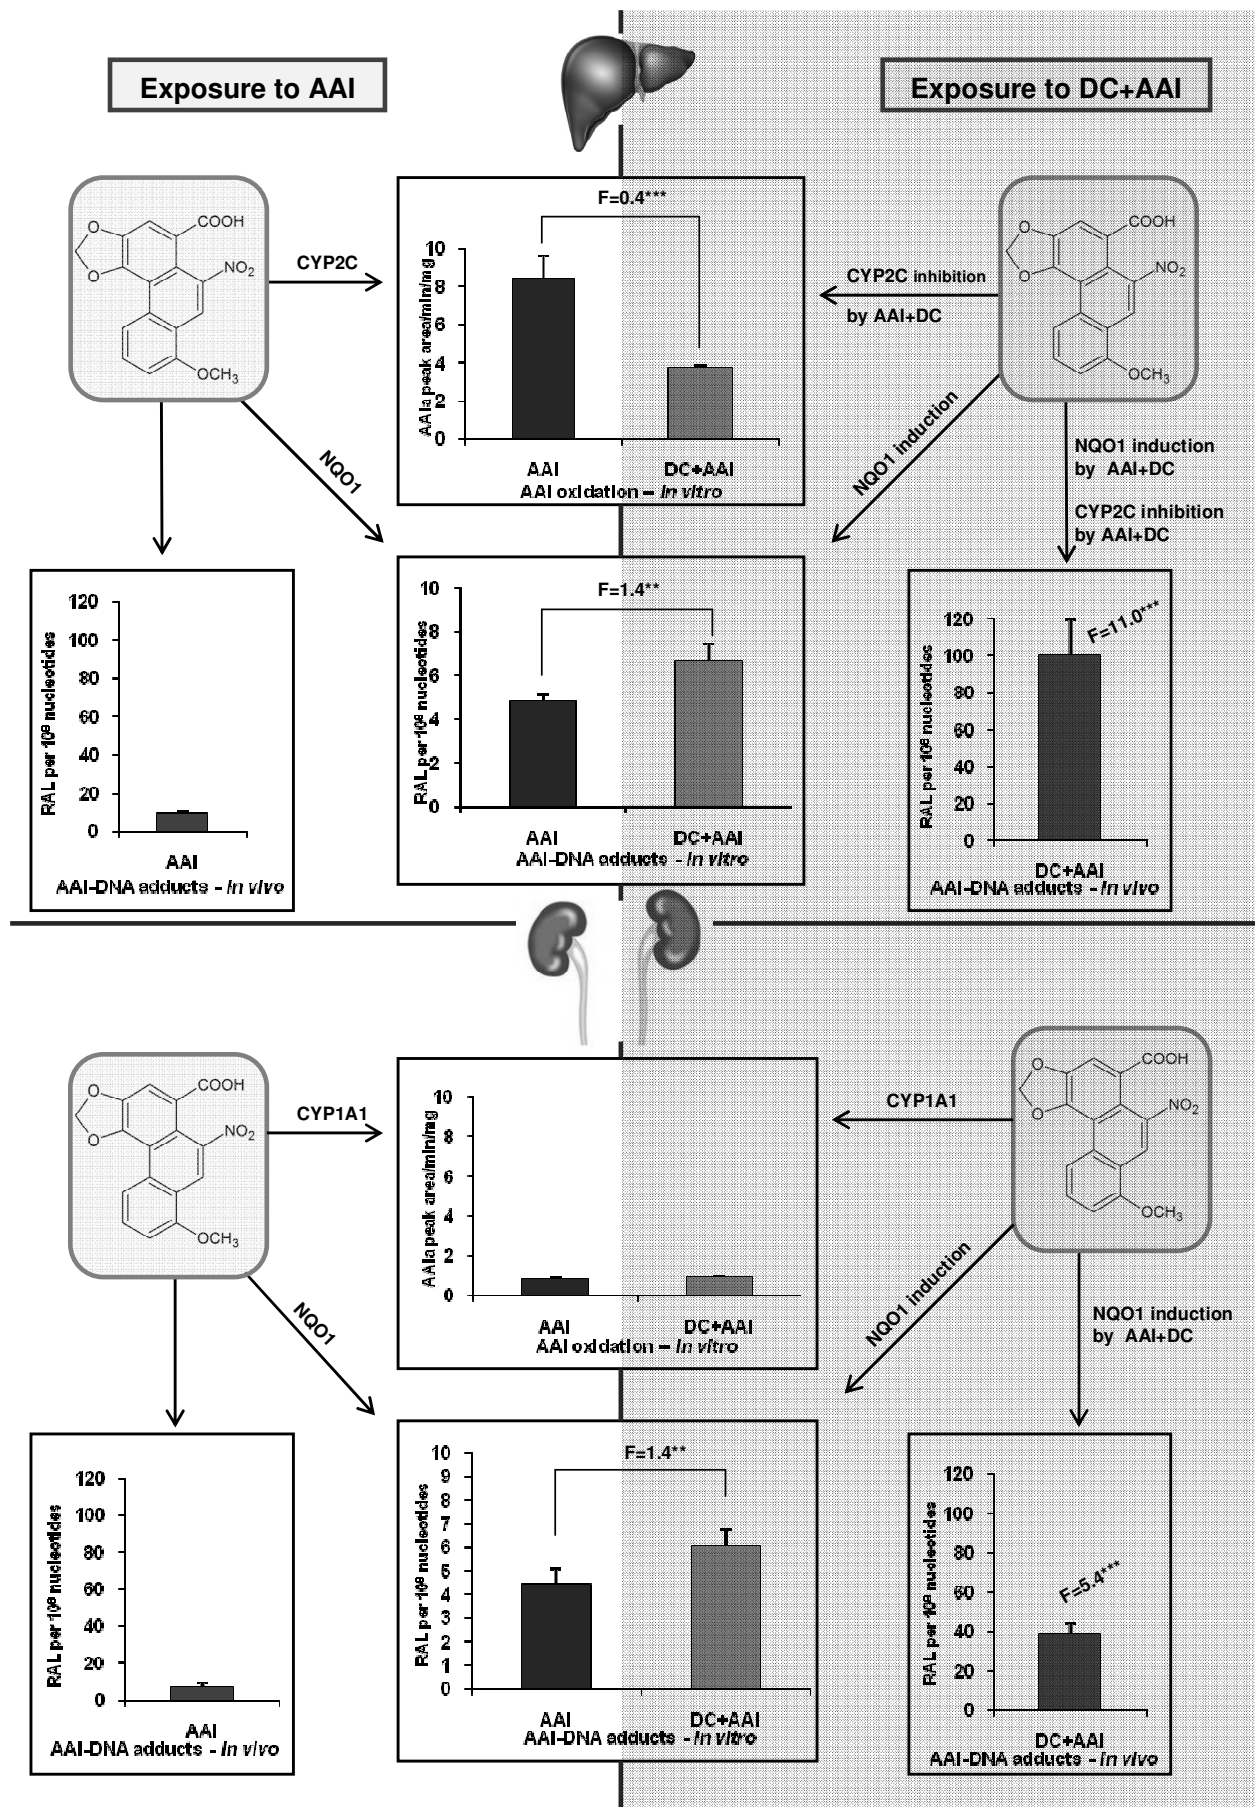 Exposure to AAI
Exposure to DC+AAI
O
O
COOH
NO2
OCH3
CYP2C
NQO1
F=0.4***
AAIa peak area/min/mg
10
8
6
4
2
0
AAI
DC+AAI
AAI oxidation – In vitro
CYP2C inhibition
by AAI+DC
O
O
COOH
NO2
OCH3
NQO1 induction
NQO1 induction
by AAI+DC
CYP2C inhibition
by AAI+DC
RAL per 10⁸ nucleotides
120
100
80
60
40
20
0
AAI
AAI-DNA adducts - In vivo
F=1.4**
RAL per 10⁸ nucleotides
10
8
6
4
2
0
AAI
DC+AAI
AAI-DNA adducts - In vitro
F=11.0***
RAL per 10⁸ nucleotides
120
100
80
60
40
20
0
DC+AAI
AAI-DNA adducts - In vivo
O
O
COOH
NO2
OCH3
CYP1A1
NQO1
AAIa peak area/min/mg
10
8
6
4
2
0
AAI
DC+AAI
AAI oxidation – In vitro
CYP1A1
O
O
COOH
NO2
OCH3
NQO1 induction
NQO1 induction
by AAI+DC
RAL per 10⁸ nucleotides
120
100
80
60
40
20
0
AAI
AAI-DNA adducts - In vivo
F=1.4**
RAL per 10⁸ nucleotides
10
9
8
7
6
5
4
3
2
1
0
AAI
DC+AAI
AAI-DNA adducts - In vitro
F=5.4***
RAL per 10⁸ nucleotides
120
100
80
60
40
20
0
DC+AAI
AAI-DNA adducts - In vivo